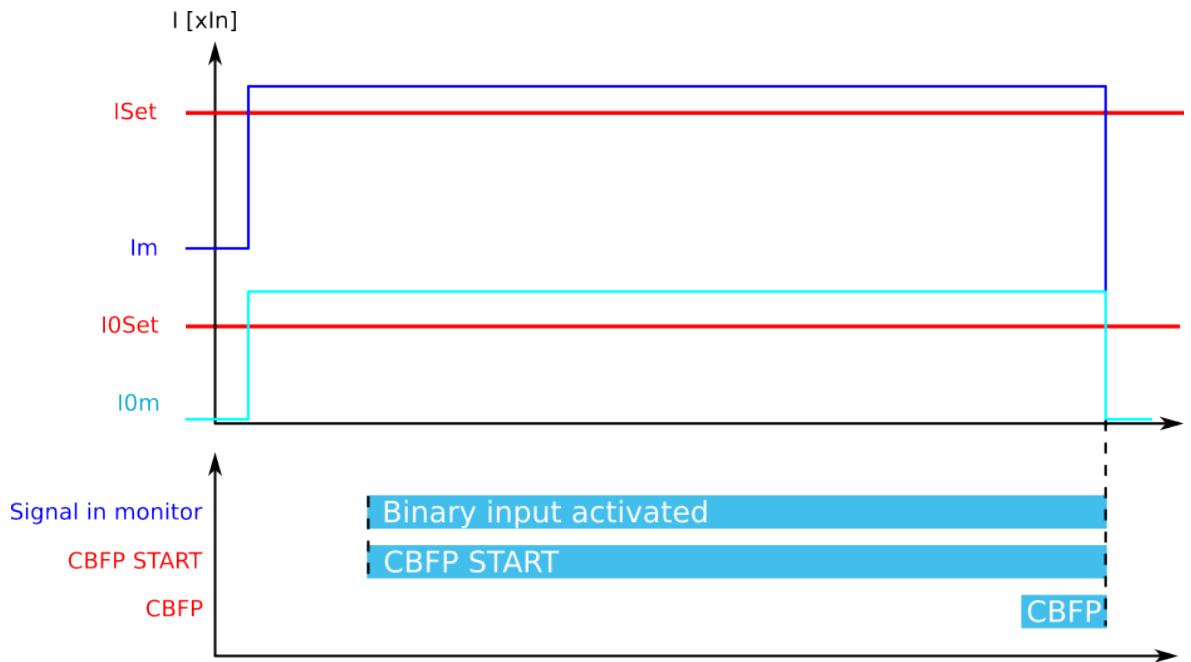 I [xIn]
ISet
Im
I0Set
I0m
Signal in monitor
Binary input activated
CBFP START
CBFP START
CBFP
CBFP